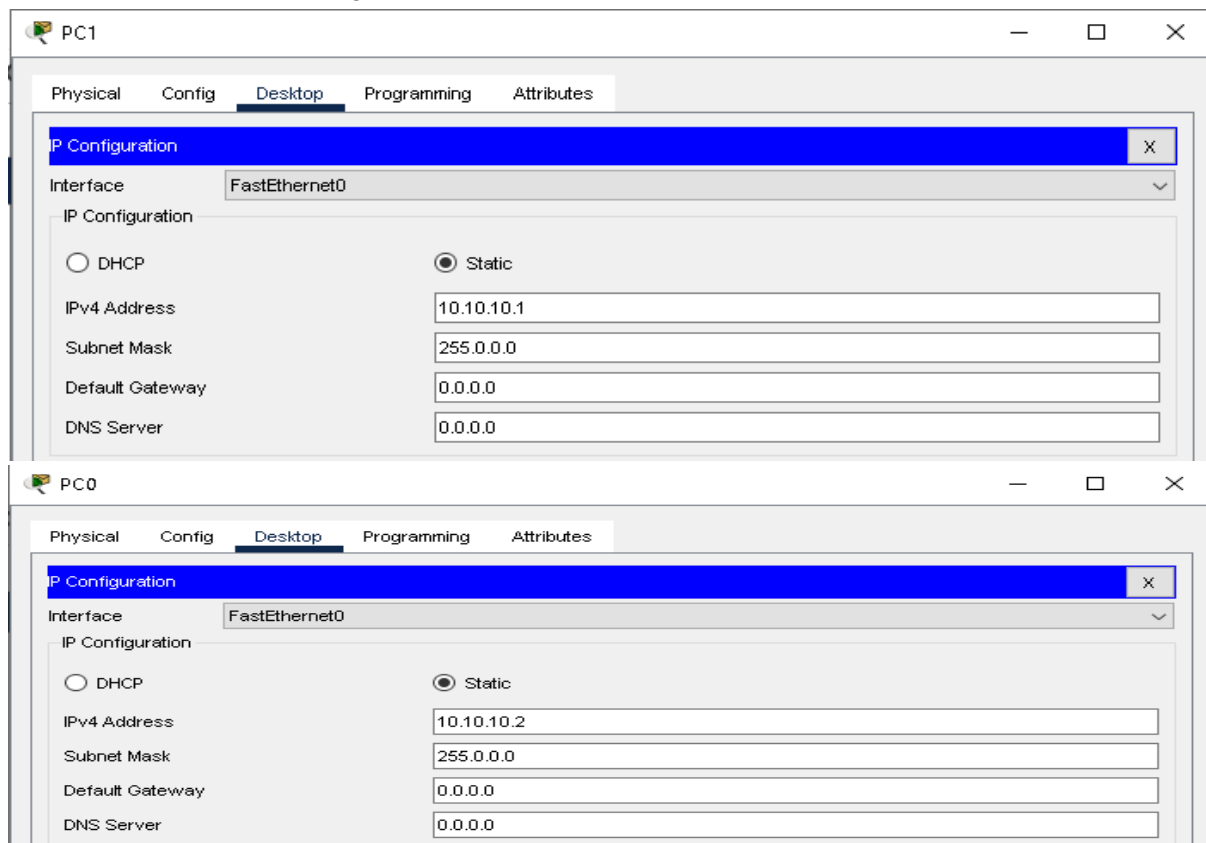 PC1
Physical Config Desktop Programming Attributes
IP Configuration X
Interface FastEthernet0
IP Configuration
DHCP Static
IPv4 Address 10.10.10.1
Subnet Mask 255.0.0.0
Default Gateway 0.0.0.0
DNS Server 0.0.0.0
PC0
Physical Config Desktop Programming Attributes
IP Configuration X
Interface FastEthernet0
IP Configuration
DHCP Static
IPv4 Address 10.10.10.2
Subnet Mask 255.0.0.0
Default Gateway 0.0.0.0
DNS Server 0.0.0.0